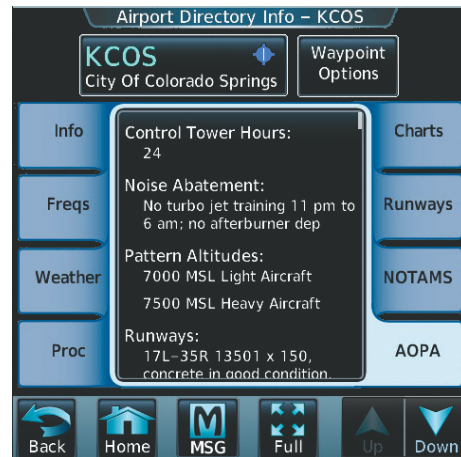 Airport Directory Info – KCOS
KCOS
City Of Colorado Springs
Waypoint
Options
Info
Freqs
Weather
Proc
Control Tower Hours:
24
Noise Abatement:
No turbo jet training 11 pm to
6 am; no afterburner dep
Pattern Altitudes:
7000 MSL Light Aircraft
7500 MSL Heavy Aircraft
Runways:
17L–35R 13501 x 150,
concrete in good condition.
Charts
Runways
NOTAMS
AOPA
Back
Home
MSG
Full
Up
Down